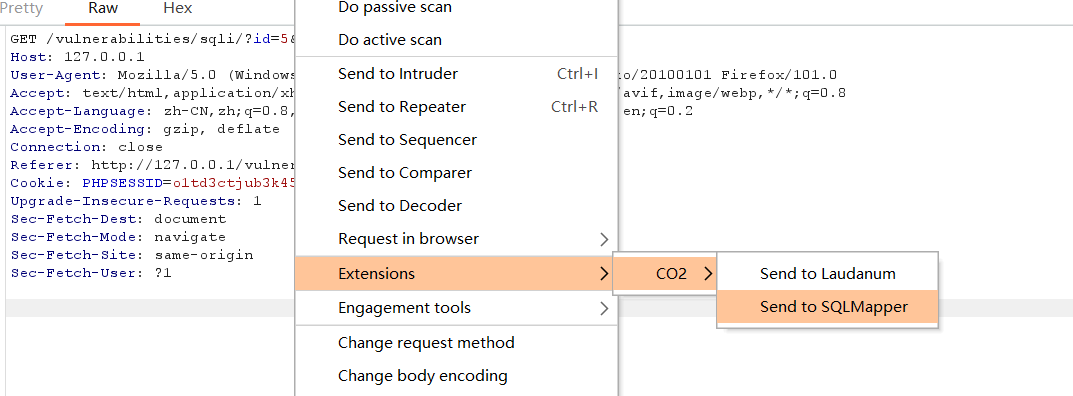 Pretty Raw Hex
GET /vulnerabilities/sqli/?id=5&
Host: 127.0.0.1
User-Agent: Mozilla/5.0 (Windows ko/20100101 Firefox/101.0
Accept: text/html,application/xh /avif,image/webp,*/*;q=0.8
Accept-Language: zh-CN,zh;q=0.8, en;q=0.2
Accept-Encoding: gzip, deflate
Connection: close
Referer: http://127.0.0.1/vulner
Cookie: PHPSESSID=o1td3ctjub3k45
Upgrade-Insecure-Requests: 1
Sec-Fetch-Dest: document
Sec-Fetch-Mode: navigate
Sec-Fetch-Site: same-origin
Sec-Fetch-User: ?1
Do passive scan
Do active scan
Send to Intruder Ctrl+I
Send to Repeater Ctrl+R
Send to Sequencer
Send to Comparer
Send to Decoder
Request in browser
Extensions
Engagement tools
Change request method
Change body encoding
CO2
Send to Laudanum
Send to SQLMapper